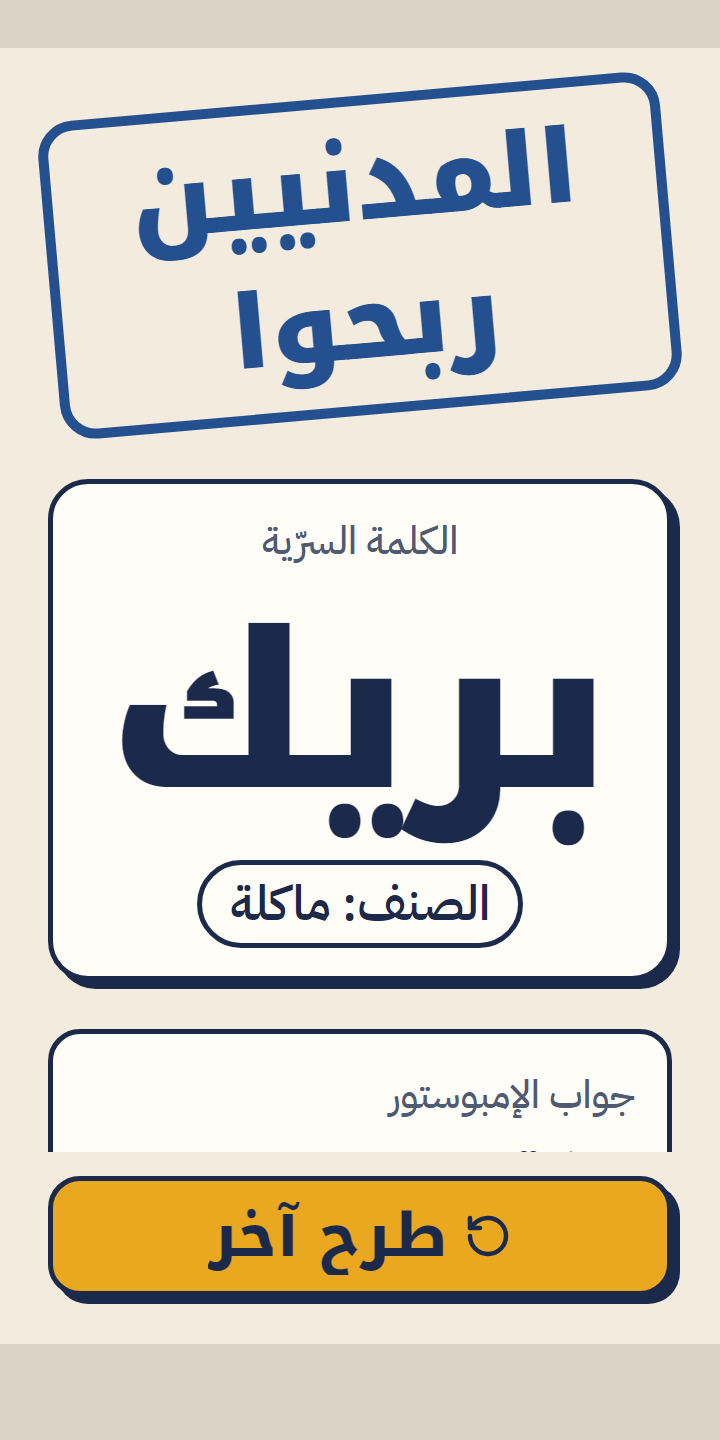 المدنيين
ربحوا
الكلمة السرّية
بريك
الصنف: ماكلة
جواب الإمبوستور
طرح آخر